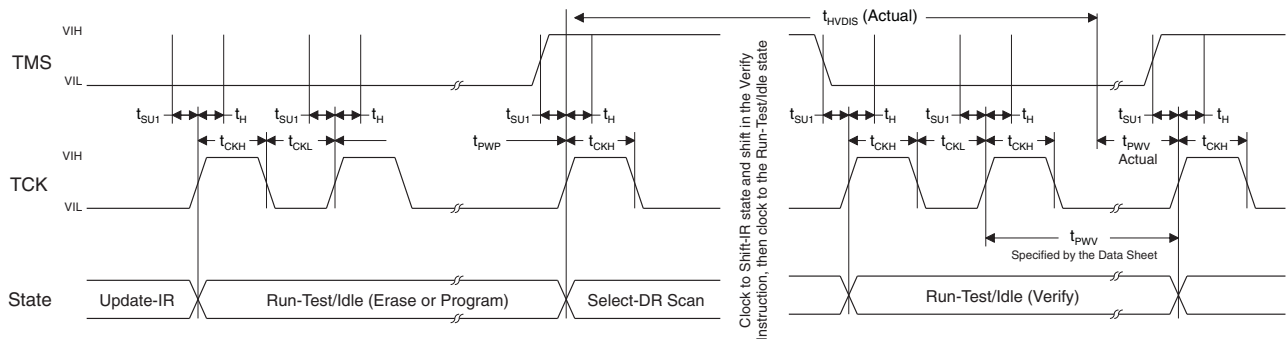 VIH
TMS
VIL
tHVDIS (Actual)
tSU1
tH
tSU1
tH
tSU1
tH
tSU1
tH
tSU1
tH
tSU1
tH
tCKH
tCKL
tPWP
tCKH
tCKH
tCKL
tCKH
tPWV
Actual
tCKH
VIH
TCK
VIL
Clock to Shift-IR state and shift in the Verify
Instruction, then clock to the Run-Test/Idle state
tPWV
Specified by the Data Sheet
State
Update-IR
Run-Test/Idle (Erase or Program)
Select-DR Scan
Run-Test/Idle (Verify)